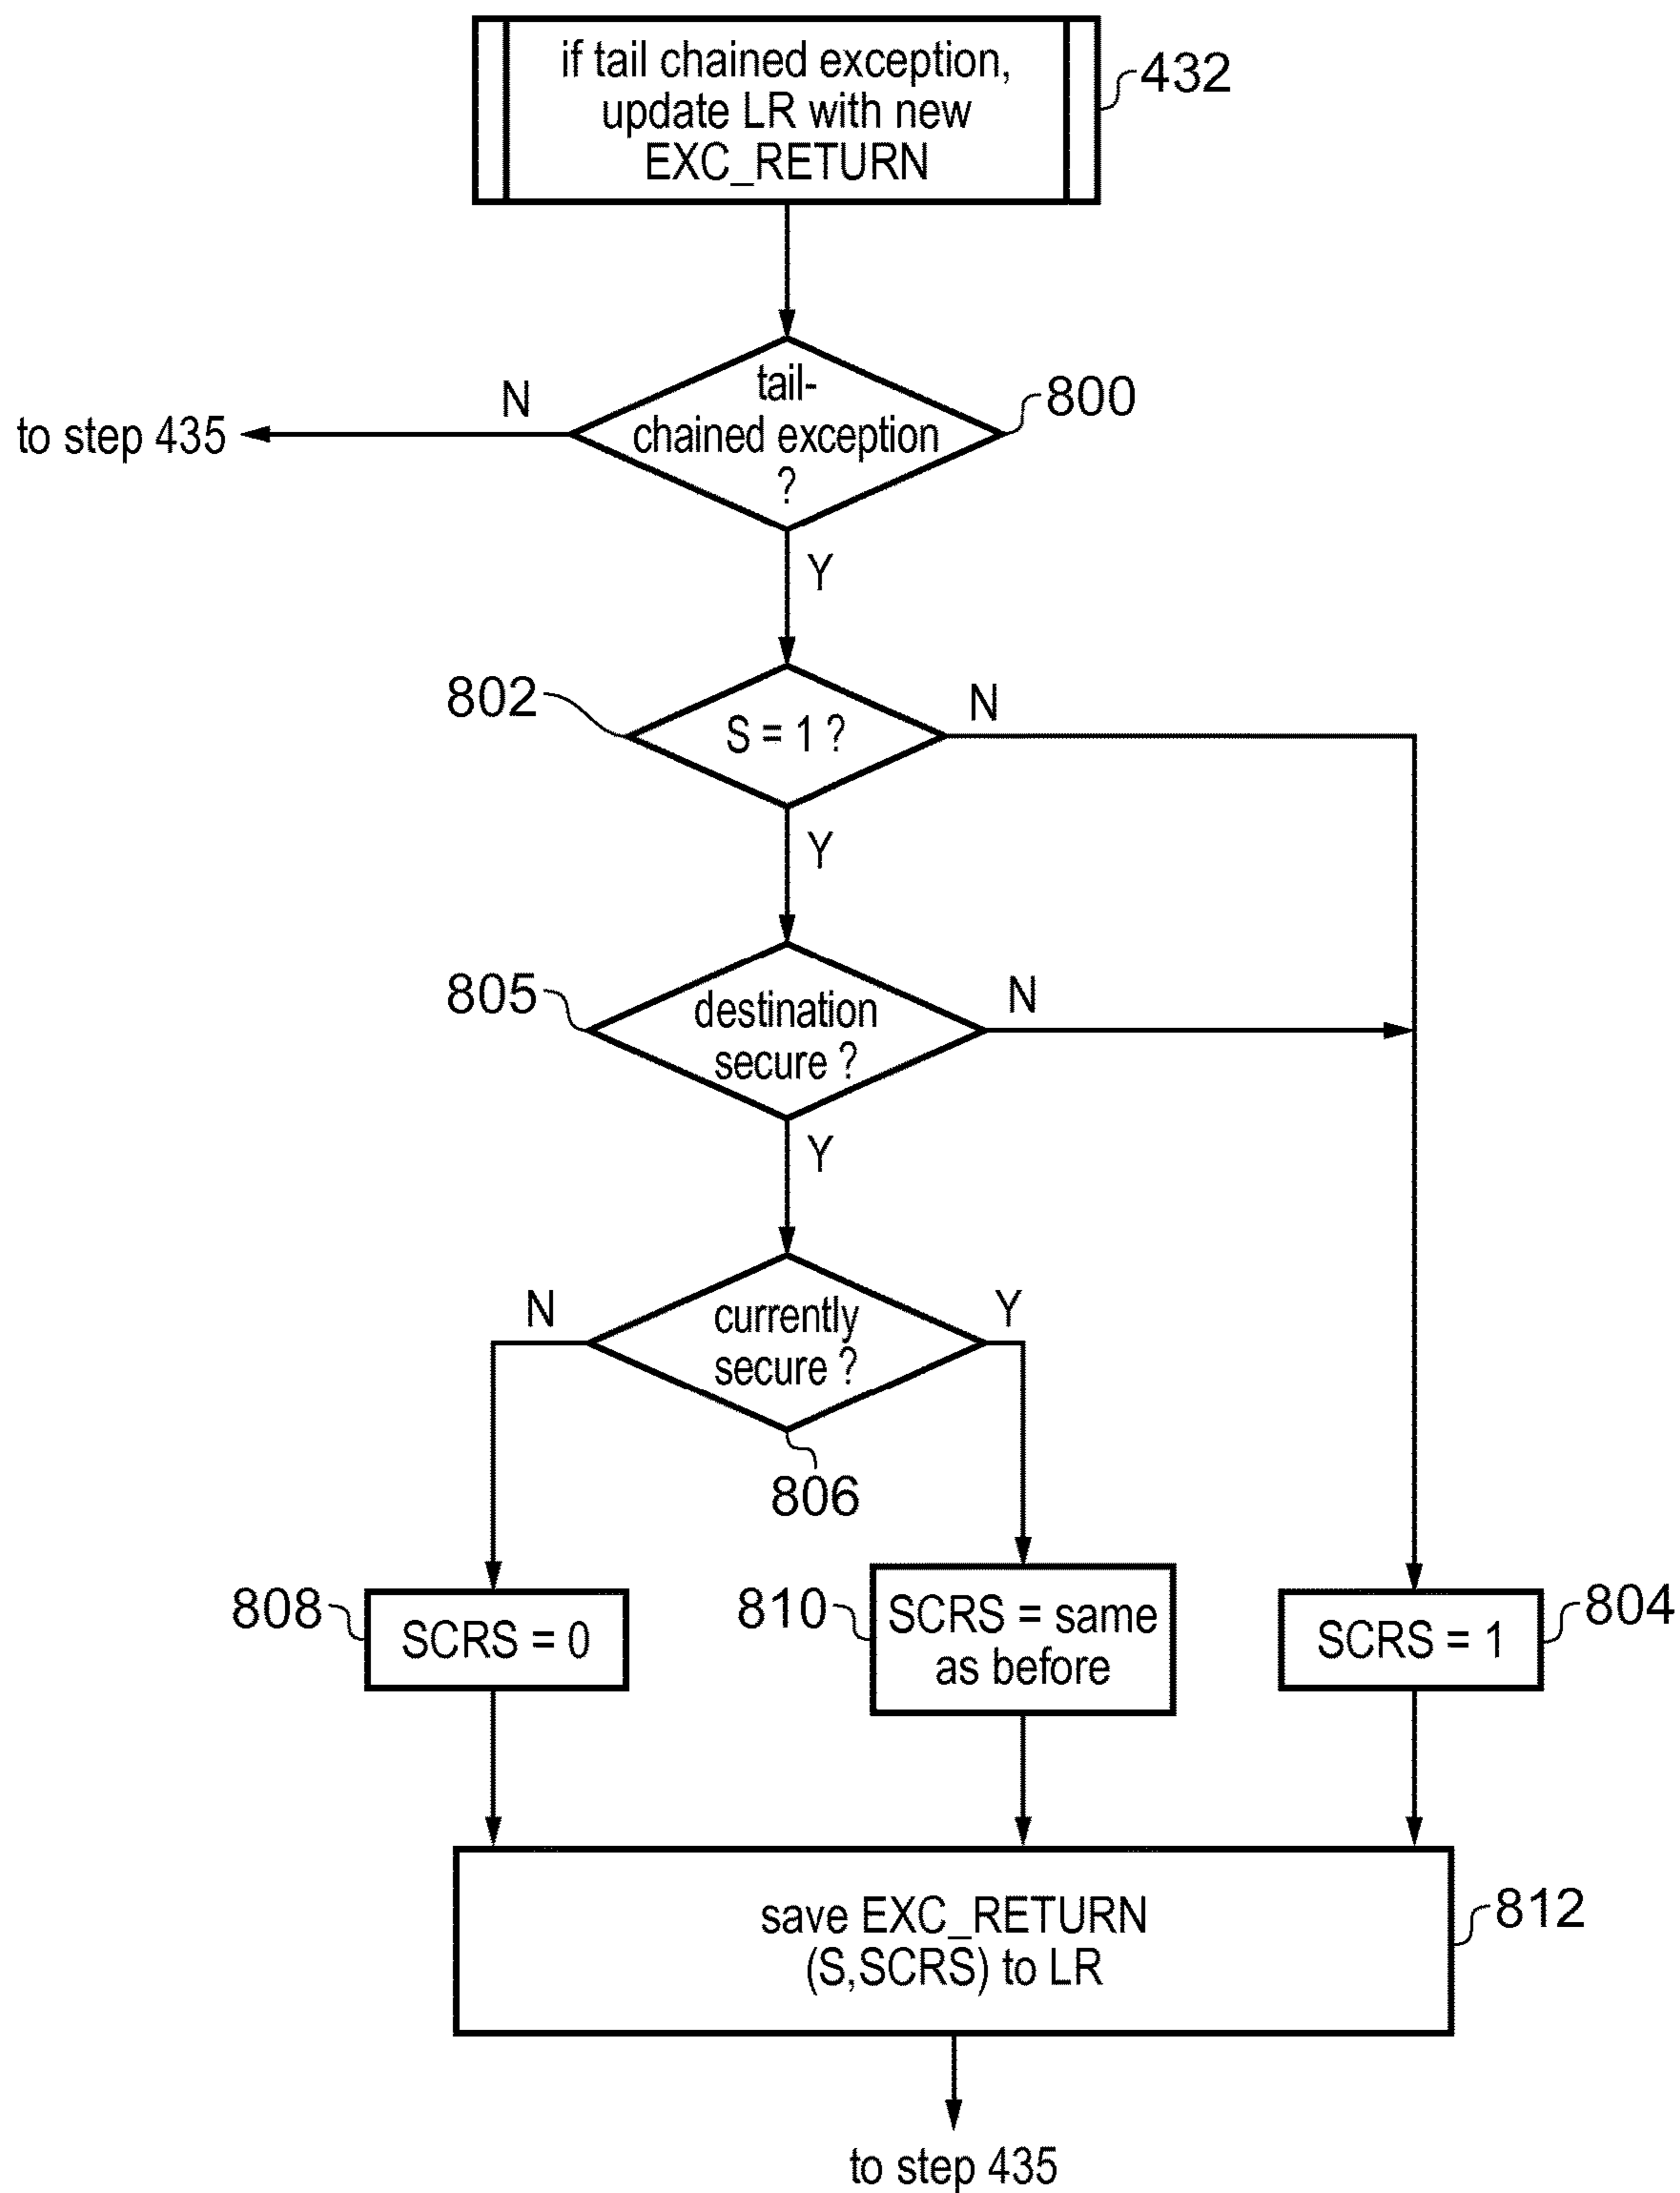 if tail chained exception,
update LR with new
EXC_RETURN
432
tail-
chained exception
?
800
N
to step 435
Y
802
S = 1 ?
N
Y
805
destination
secure ?
N
Y
N
currently
secure ?
Y
806
808
SCRS = 0
810
SCRS = same
as before
SCRS = 1
804
save EXC_RETURN
(S,SCRS) to LR
812
to step 435